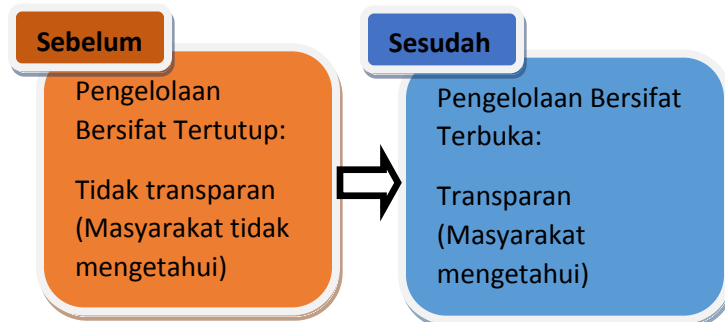 Sebelum
Pengelolaan
Bersifat Tertutup:
Tidak transparan
(Masyarakat tidak
mengetahui)
Sesudah
Pengelolaan Bersifat
Terbuka:
Transparan
(Masyarakat
mengetahui)